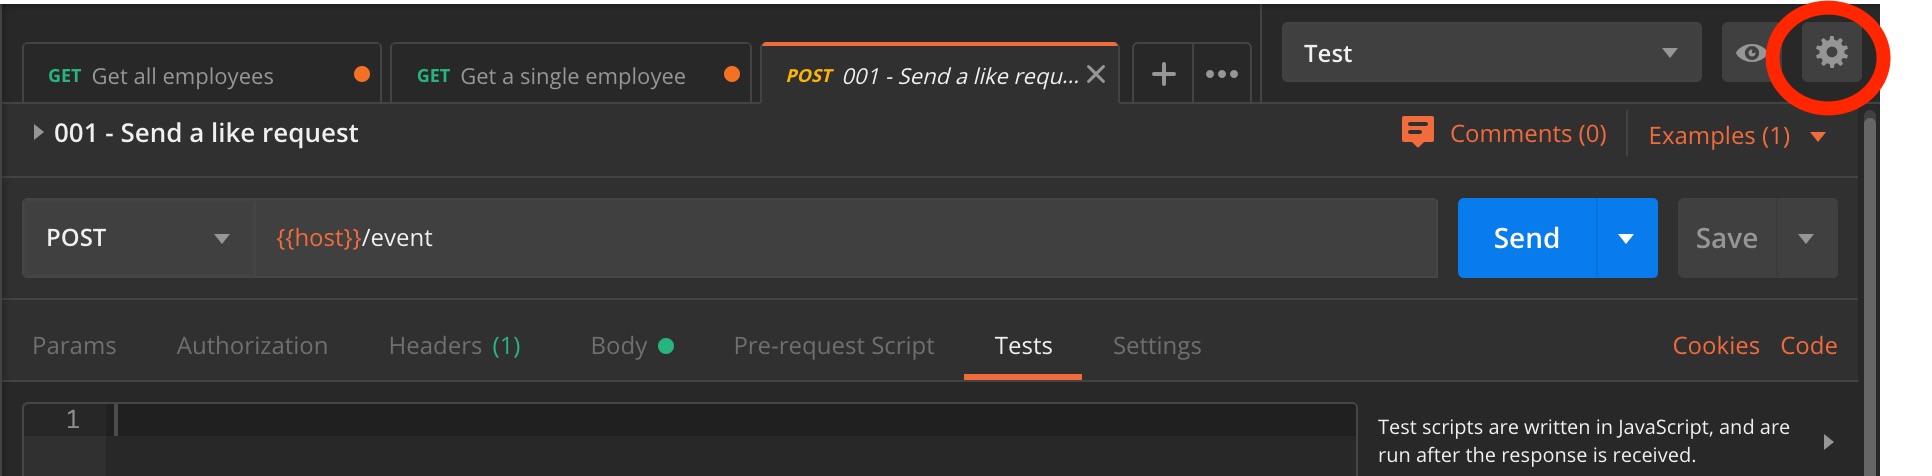 GET Get all employees
GET Get a single employee
POST 001 - Send a like requ...
Test
001 - Send a like request
Comments (0)
Examples (1)
POST
{{host}}/event
Send
Save
Params
Authorization
Headers (1)
Body
Pre-request Script
Tests
Settings
Cookies
Code
1
Test scripts are written in JavaScript, and are
run after the response is received.